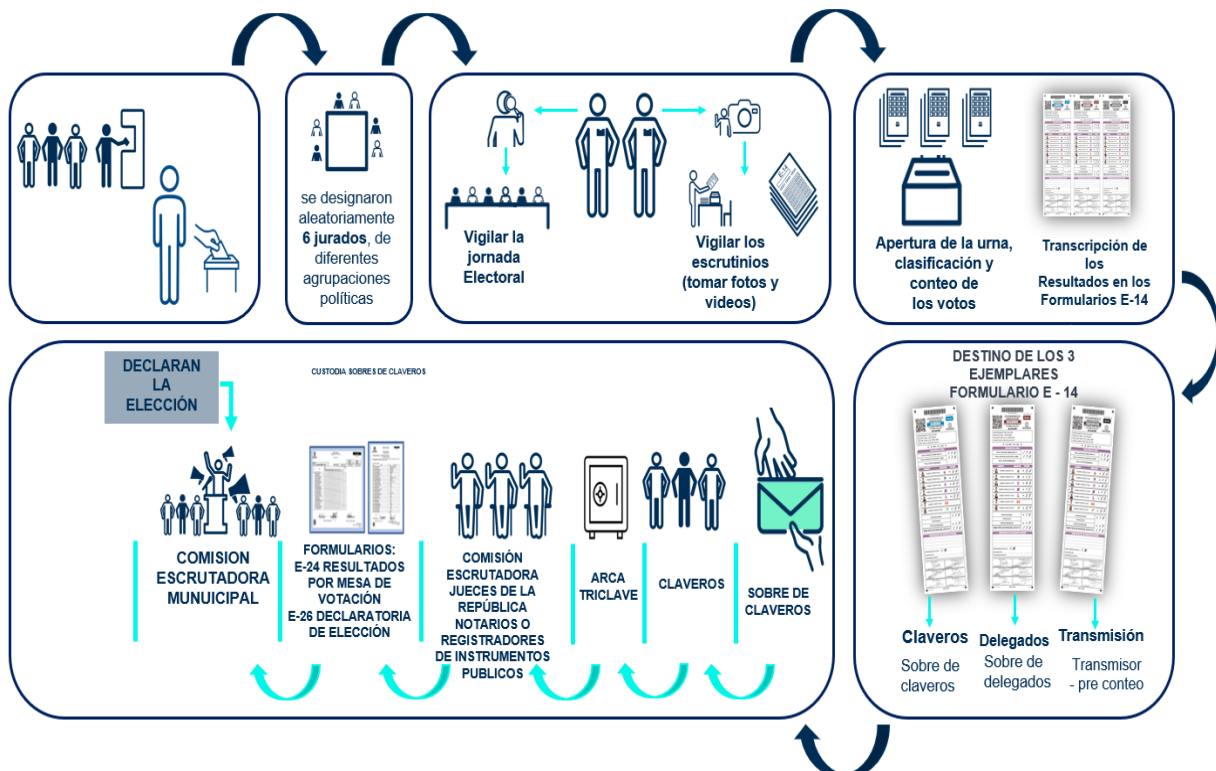 se designaron
aleatoriamente
6 jurados, de
diferentes
agrupaciones
políticas
Vigilar la
jornada
Electoral
E-14
Vigilar los
escrutinios
(tomar fotos y
videos)
Apertura de la urna,
clasificación y
conteo de
los votos
Transcripción de
los
Resultados en los
Formularios E-14
DESTINO DE LOS 3
EJEMPLARES
FORMULARIO E - 14
Claveros
Sobre de
claveros
Delegados
Sobre de
delegados
Transmisión
Transmisor
- pre conteo
DECLARAN
LA
ELECCIÓN
CUSTODIA SOBRES DE CLAVEROS
COMISION
ESCRUTADORA
MUNUICIPAL
FORMULARIOS:
E-24 RESULTADOS
POR MESA DE
VOTACIÓN
E-26 DECLARATORIA
DE ELECCIÓN
COMISIÓN
ESCRUTADORA
JUECES DE LA
REPÚBLICA
NOTARIOS O
REGISTRADORES
DE INSTRUMENTOS
PUBLICOS
ARCA
TRICLAVE
CLAVEROS
SOBRE DE
CLAVEROS